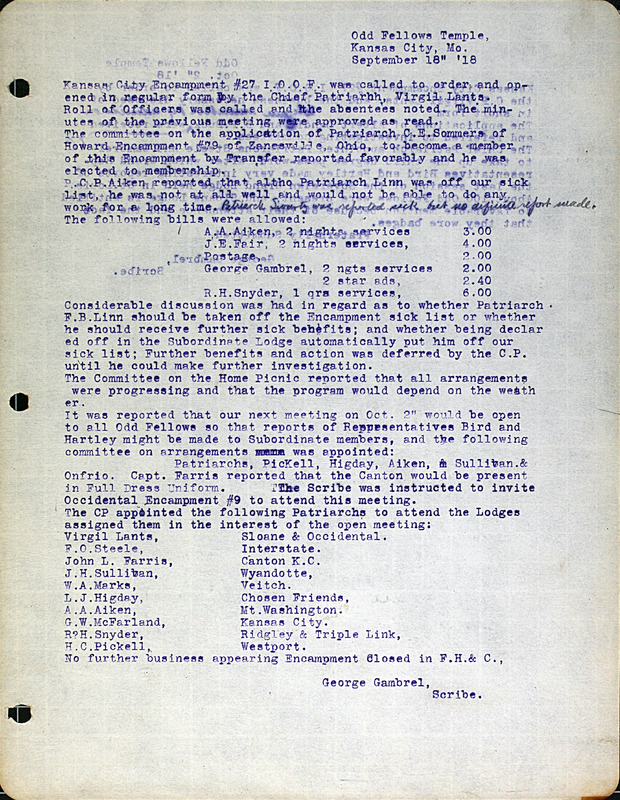 Odd Fellows Temple,
Kansas City, Mo.
September 18" '18
Kansas City Encampment #27 I.O.O.F. was called to order and op-
ened in regular form by the Chief Patriarhh, Virgil Lants.
Roll of Officers was called and the absentees noted. The min-
utes of the previous meeting were approved as read.
The committee on the application of Patriarch C.E.Sommers of
Howard Encampment #79 of Zanesville, Ohio, to become a member
of this Encampment by Transfer reported favorably and he was
elected to membership.
P.C.P.Aiken reported that altho Patriarch Linn was off our sick
list, he was not at all well and would not be able to do any
work for a long time. Patriarch was reported sick but no report made.
The following bills were allowed:
A.A.Aiken, 2 nights services 3.00
J.E.Fair, 2 nights services, 4.00
Postage, 2.00
George Gambrel, 2 ngts services 2.00
2 star ads, 2.40
R.H.Snyder, 1 qrs services, 6.00
Considerable discussion was had in regard as to whether Patriarch
F.B.Linn should be taken off the Encampment sick list or whether
he should receive further sick benefits; and whether being declar
ed off in the Subordinate Lodge automatically put him off our
sick list; Further benefits and action was deferred by the C.P.
until he could make further investigation.
The Committee on the Home Picnic reported that all arrangements
were progressing and that the program would depend on the weath
er.
It was reported that our next meeting on Oct. 2" would be open
to all Odd Fellows so that reports of Representatives Bird and
Hartley might be made to Subordinate members, and the following
committee on arrangements was appointed:
Patriarchs, PicKell, Higday, Aiken, & Sullivan.&
Onfrio. Capt. Farris reported that the Canton would be present
in Full Dress Uniform. The Scribe was instructed to invite
Occidental Encampment #9 to attend this meeting.
The CP appointed the following Patriarchs to attend the Lodges
assigned them in the interest of the open meeting:
Virgil Lants, Sloane & Occidental.
F.O.Steele, Interstate.
John L. Farris, Canton K.C.
J.H.Sullivan, Wyandotte,
W.A.Marks, Veitch.
L.J.Higday, Chosen Friends,
A.A.Aiken, Mt.Washington.
G.W.McFarland, Kansas City.
R?H.Snyder, Ridgley & Triple Link,
H.C.Pickell, Westport.
No further business appearing Encampment Closed in F.H.& C.,
George Gambrel,
Scribe.